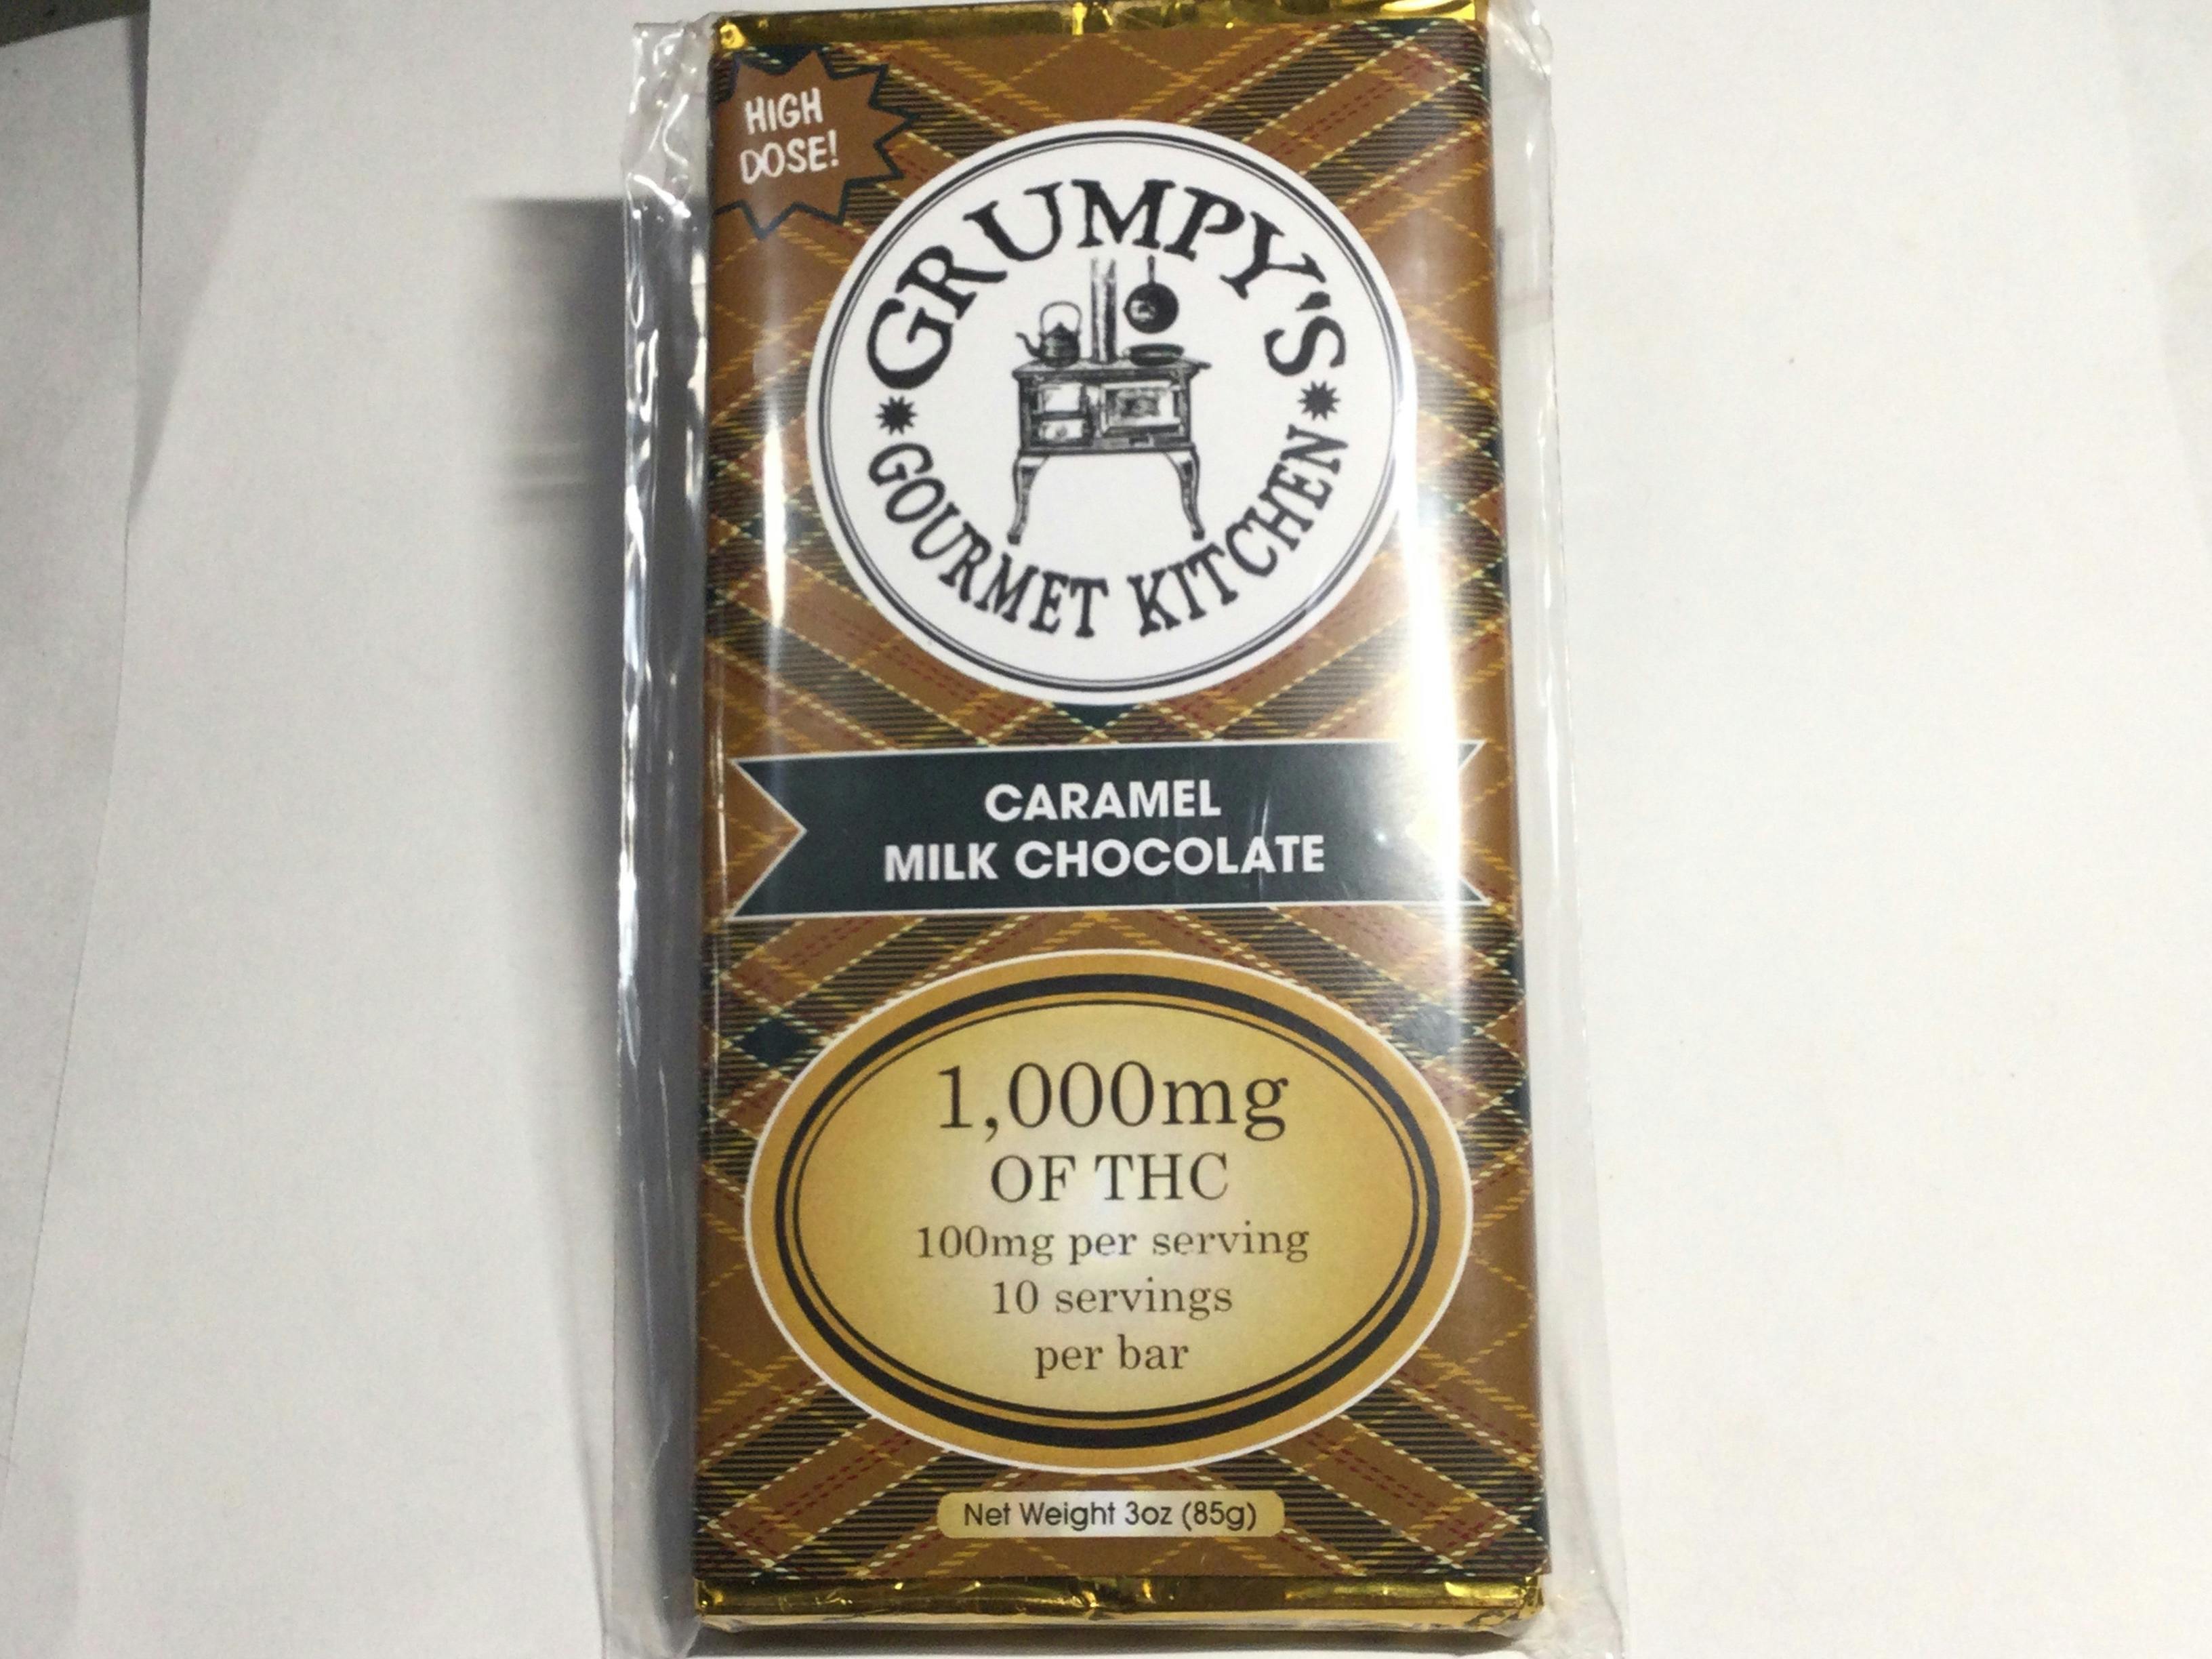 HIGH
DOSE!
GRUMPY'S
GOURMET KITCHEN
CARAMEL
MILK CHOCOLATE
1,000mg
OF THC
100mg per serving
10 servings
per bar
Net Weight 3oz (85g)